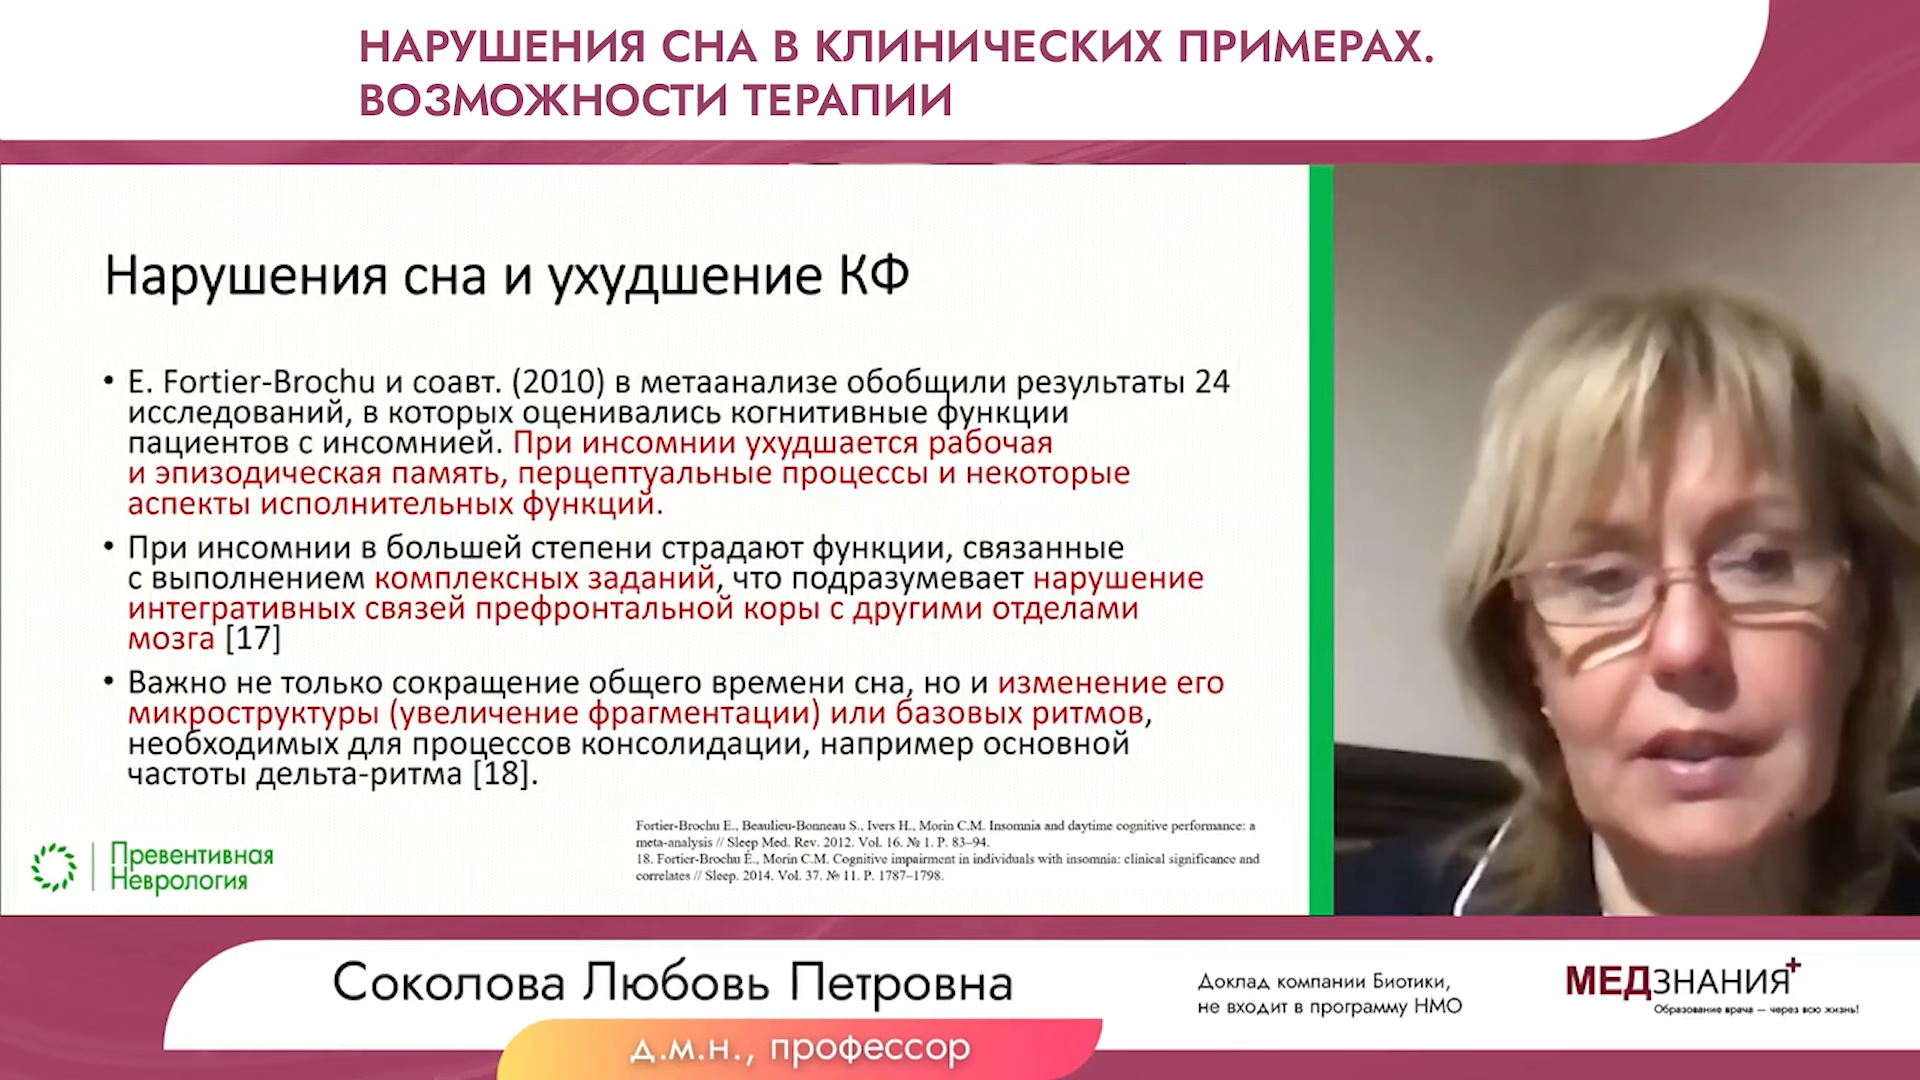 НАРУШЕНИЯ СНА В КЛИНИЧЕСКИХ ПРИМЕРАХ.
ВОЗМОЖНОСТИ ТЕРАПИИ
Нарушения сна и ухудшение КФ
• E. Fortier-Brochu и соавт. (2010) в метаанализе обобщили результаты 24
исследований, в которых оценивались когнитивные функции
пациентов с инсомнией. При инсомнии ухудшается рабочая
и эпизодическая память, перцептуальные процессы и некоторые
аспекты исполнительных функций.
• При инсомнии в большей степени страдают функции, связанные
с выполнением комплексных заданий, что подразумевает нарушение
интегративных связей префронтальной коры с другими отделами
мозга [17]
• Важно не только сокращение общего времени сна, но и изменение его
микроструктуры (увеличение фрагментации) или базовых ритмов,
необходимых для процессов консолидации, например основной
частоты дельта-ритма [18].
Fortier-Brochu E., Beaulieu-Bonneau S., Ivers H., Morin C.M. Insomnia and daytime cognitive performance: a
meta-analysis // Sleep Med. Rev. 2012. Vol. 16. № 1. P. 83–94.
18. Fortier-Brochu É., Morin C.M. Cognitive impairment in individuals with insomnia: clinical significance and
correlates // Sleep. 2014. Vol. 37. № 11. P. 1787–1798.
Превентивная
Неврология
Соколова Любовь Петровна
д.м.н., профессор
Доклад компании Биотики,
не входит в программу НМО
МЕДЗНАНИЯ+
Образование врача — через всю жизнь!